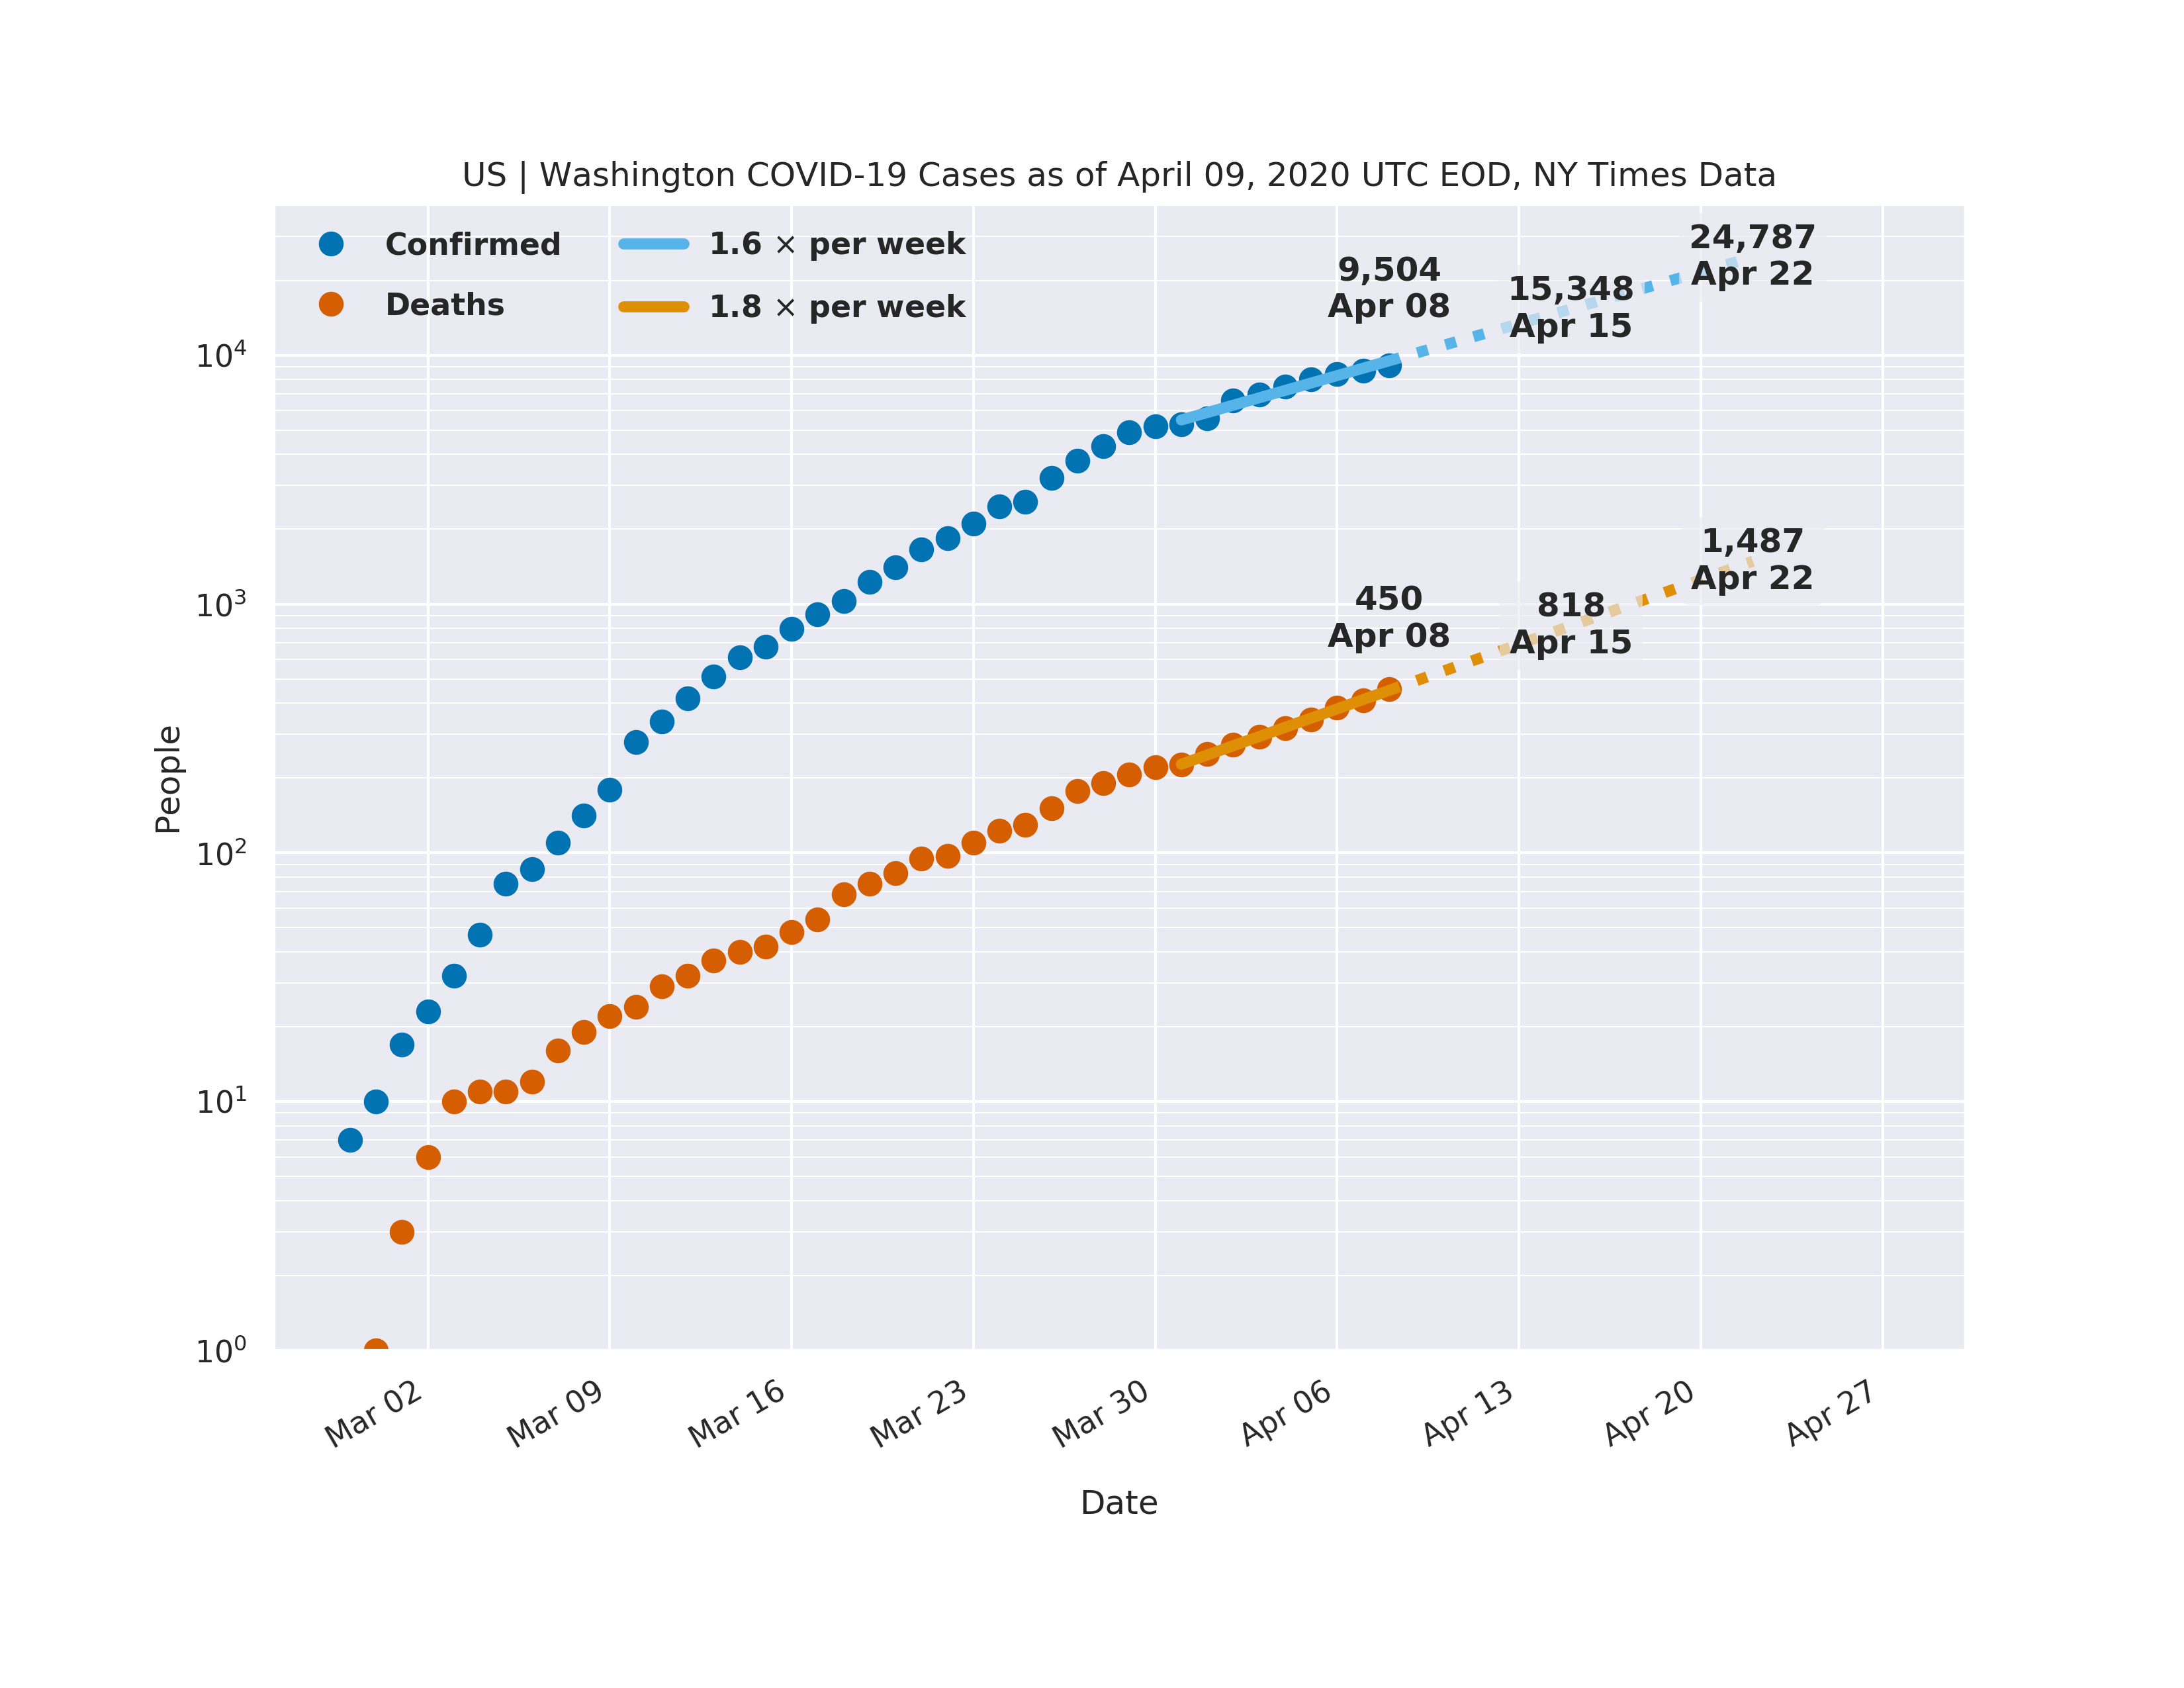 US | Washington COVID-19 Cases as of April 09, 2020 UTC EOD, NY Times Data
Confirmed
Deaths
1.6 × per week
1.8 × per week
9,504
Apr 08
15,348
Apr 15
24,787
Apr 22
450
Apr 08
818
Apr 15
1,487
Apr 22
People
10⁴
10³
10²
10¹
10⁰
Mar 02
Mar 09
Mar 16
Mar 23
Mar 30
Apr 06
Apr 13
Apr 20
Apr 27
Date